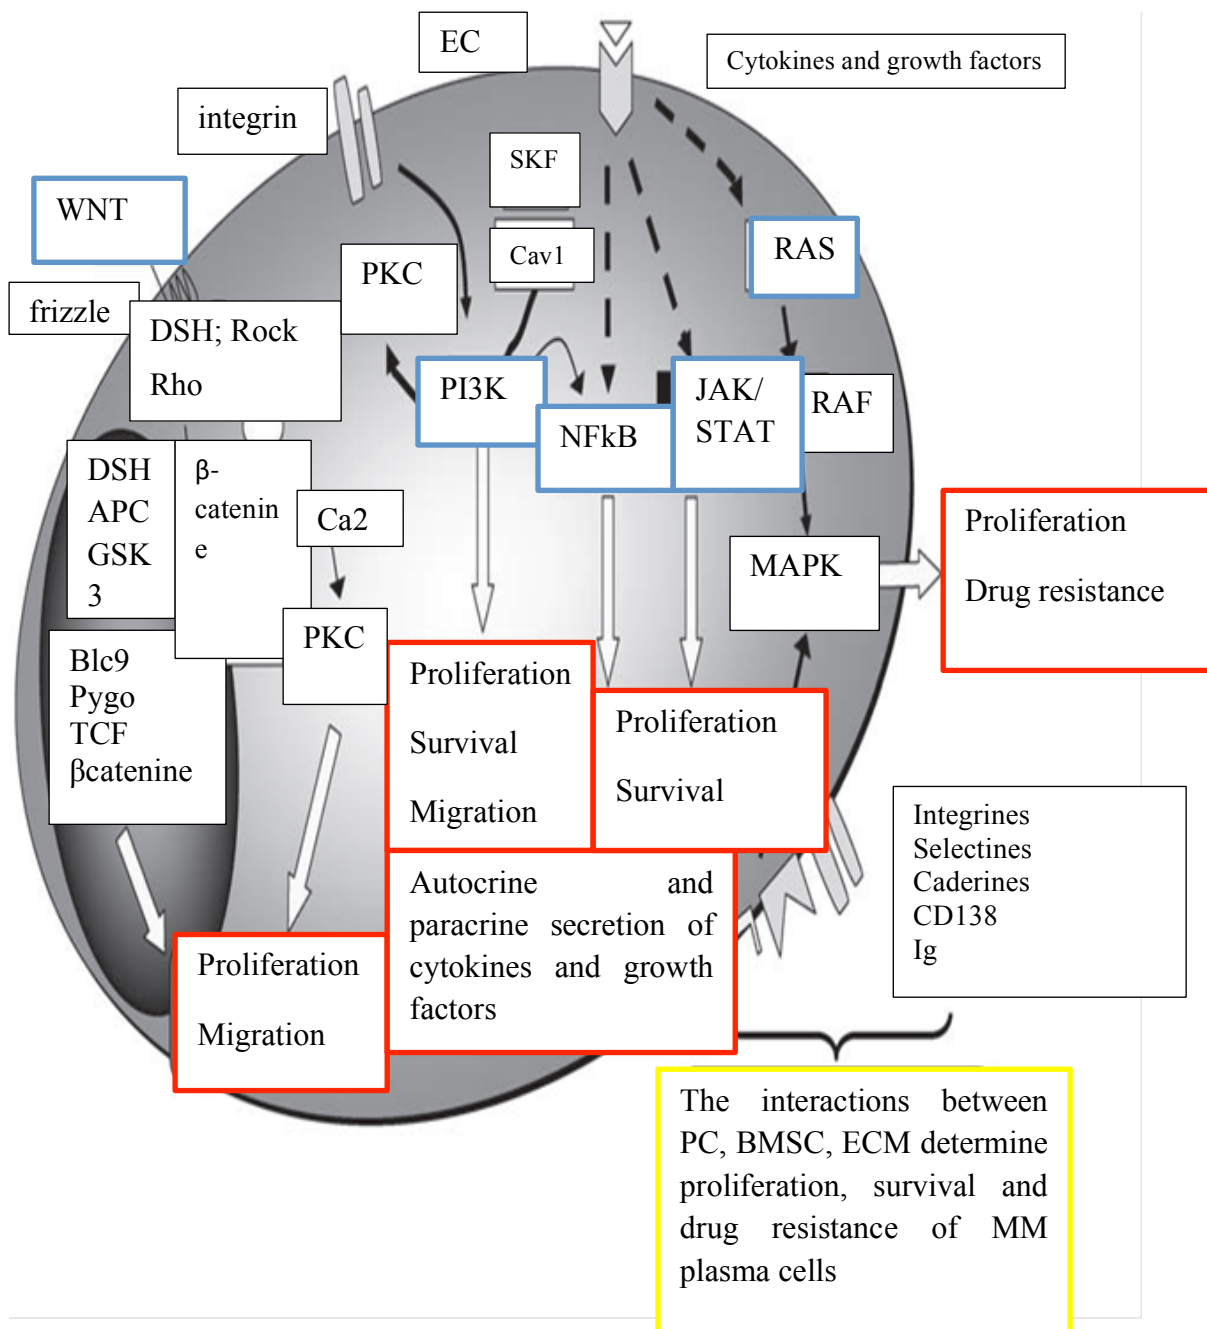 EC
Cytokines and growth factors
integrin
SKF
WNT
RAS
Cav1
PKC
frizzle
DSH; Rock
Rho
PI3K
JAK/
STAT
RAF
NFkB
DSH
APC
GSK
3
β-
catenin
e
Ca2
Proliferation
Drug resistance
MAPK
PKC
Blc9
Pygo
TCF
βcatenine
Proliferation
Survival
Migration
Proliferation
Survival
Integrines
Selectines
Caderines
CD138
Ig
Autocrine and
paracrine secretion of
cytokines and growth
factors
Proliferation
Migration
The interactions between
PC, BMSC, ECM determine
proliferation, survival and
drug resistance of MM
plasma cells